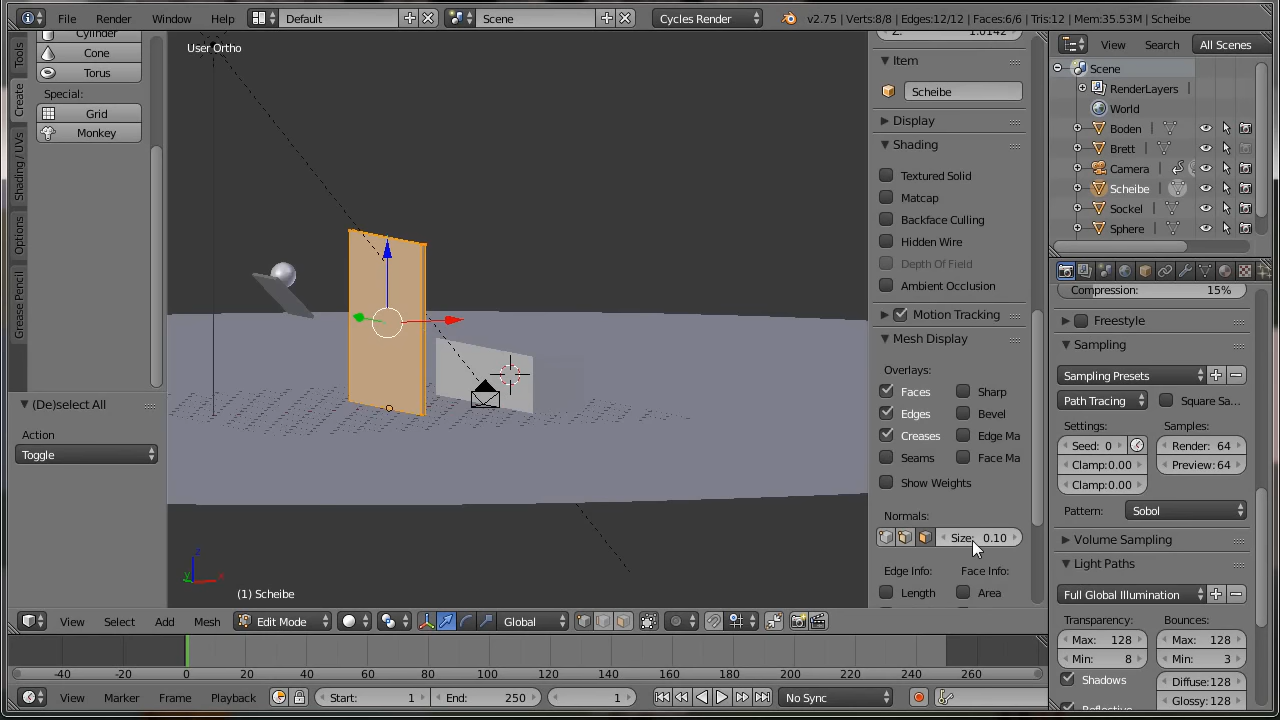 File Render Window Help Default Scene Cycles Render v2.75 | Verts:8/8 | Edges:12/12 | Faces:6/6 | Tris:12 | Mem:35.53M | Scheibe
Tools
Create
Shading / UVs
Options
Grease Pencil
Cylinder
Cone
Torus
Special:
Grid
Monkey
(De)select All
Action
Toggle
User Ortho
(1) Scheibe
z
y
x
Item
Scheibe
Display
Shading
Textured Solid
Matcap
Backface Culling
Hidden Wire
Depth Of Field
Ambient Occlusion
Motion Tracking
Mesh Display
Overlays:
Faces Sharp
Edges Bevel
Creases Edge Ma
Seams Face Ma
Show Weights
Normals:
Size: 0.10
Edge Info: Face Info:
Length Area
View Search All Scenes
Scene
RenderLayers
World
Boden
Brett
Camera
Scheibe
Sockel
Sphere
Compression: 15%
Freestyle
Sampling
Sampling Presets
Path Tracing Square Sa...
Settings: Samples:
Seed: 0 Render: 64
Clamp:0.00 Preview:64
Clamp:0.00
Pattern: Sobol
Volume Sampling
Light Paths
Full Global Illumination
Transparency: Bounces:
Max: 128 Max: 128
Min: 8 Min: 3
Shadows Diffuse:128
Glossy:128
View Select Add Mesh Edit Mode Global
-40 -20 0 20 40 60 80 100 120 140 160 180 200 220 240 260
View Marker Frame Playback Start: 1 End: 250 1 No Sync